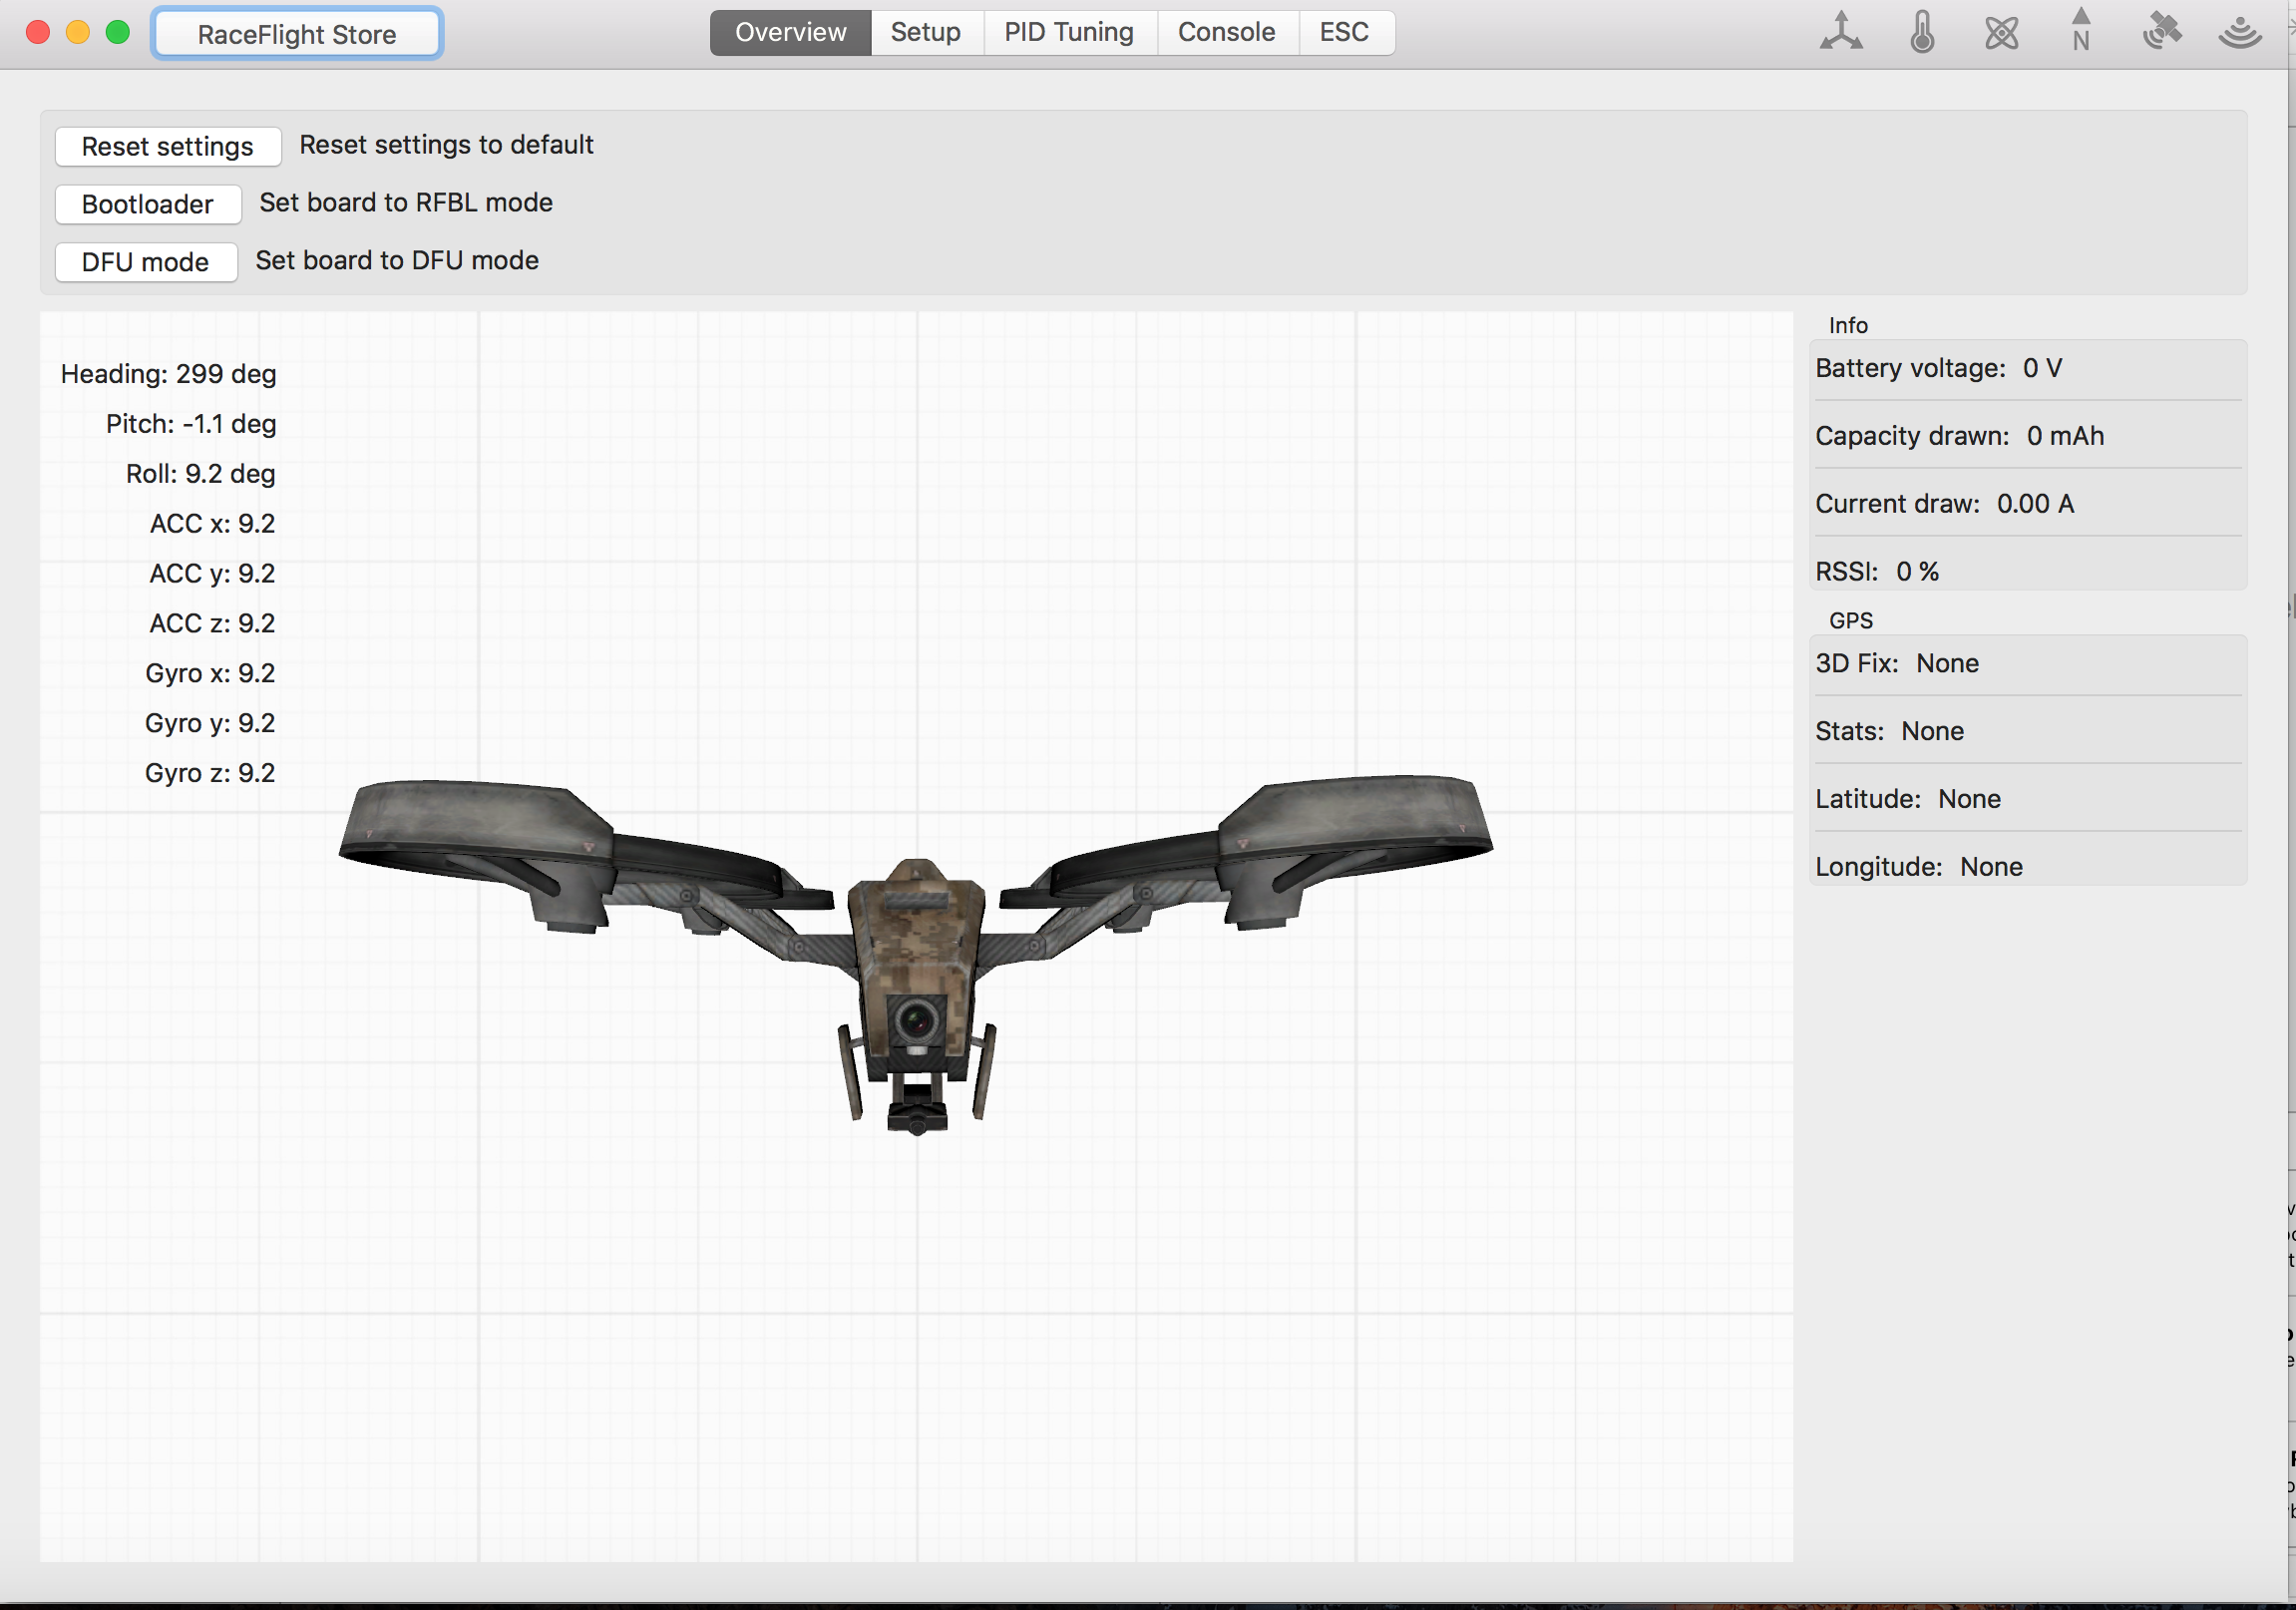 RaceFlight Store
Overview Setup PID Tuning Console ESC
N
Reset settings Reset settings to default
Bootloader Set board to RFBL mode
DFU mode Set board to DFU mode
Heading: 299 deg
Pitch: -1.1 deg
Roll: 9.2 deg
ACC x: 9.2
ACC y: 9.2
ACC z: 9.2
Gyro x: 9.2
Gyro y: 9.2
Gyro z: 9.2
Info
Battery voltage: 0 V
Capacity drawn: 0 mAh
Current draw: 0.00 A
RSSI: 0 %
GPS
3D Fix: None
Stats: None
Latitude: None
Longitude: None